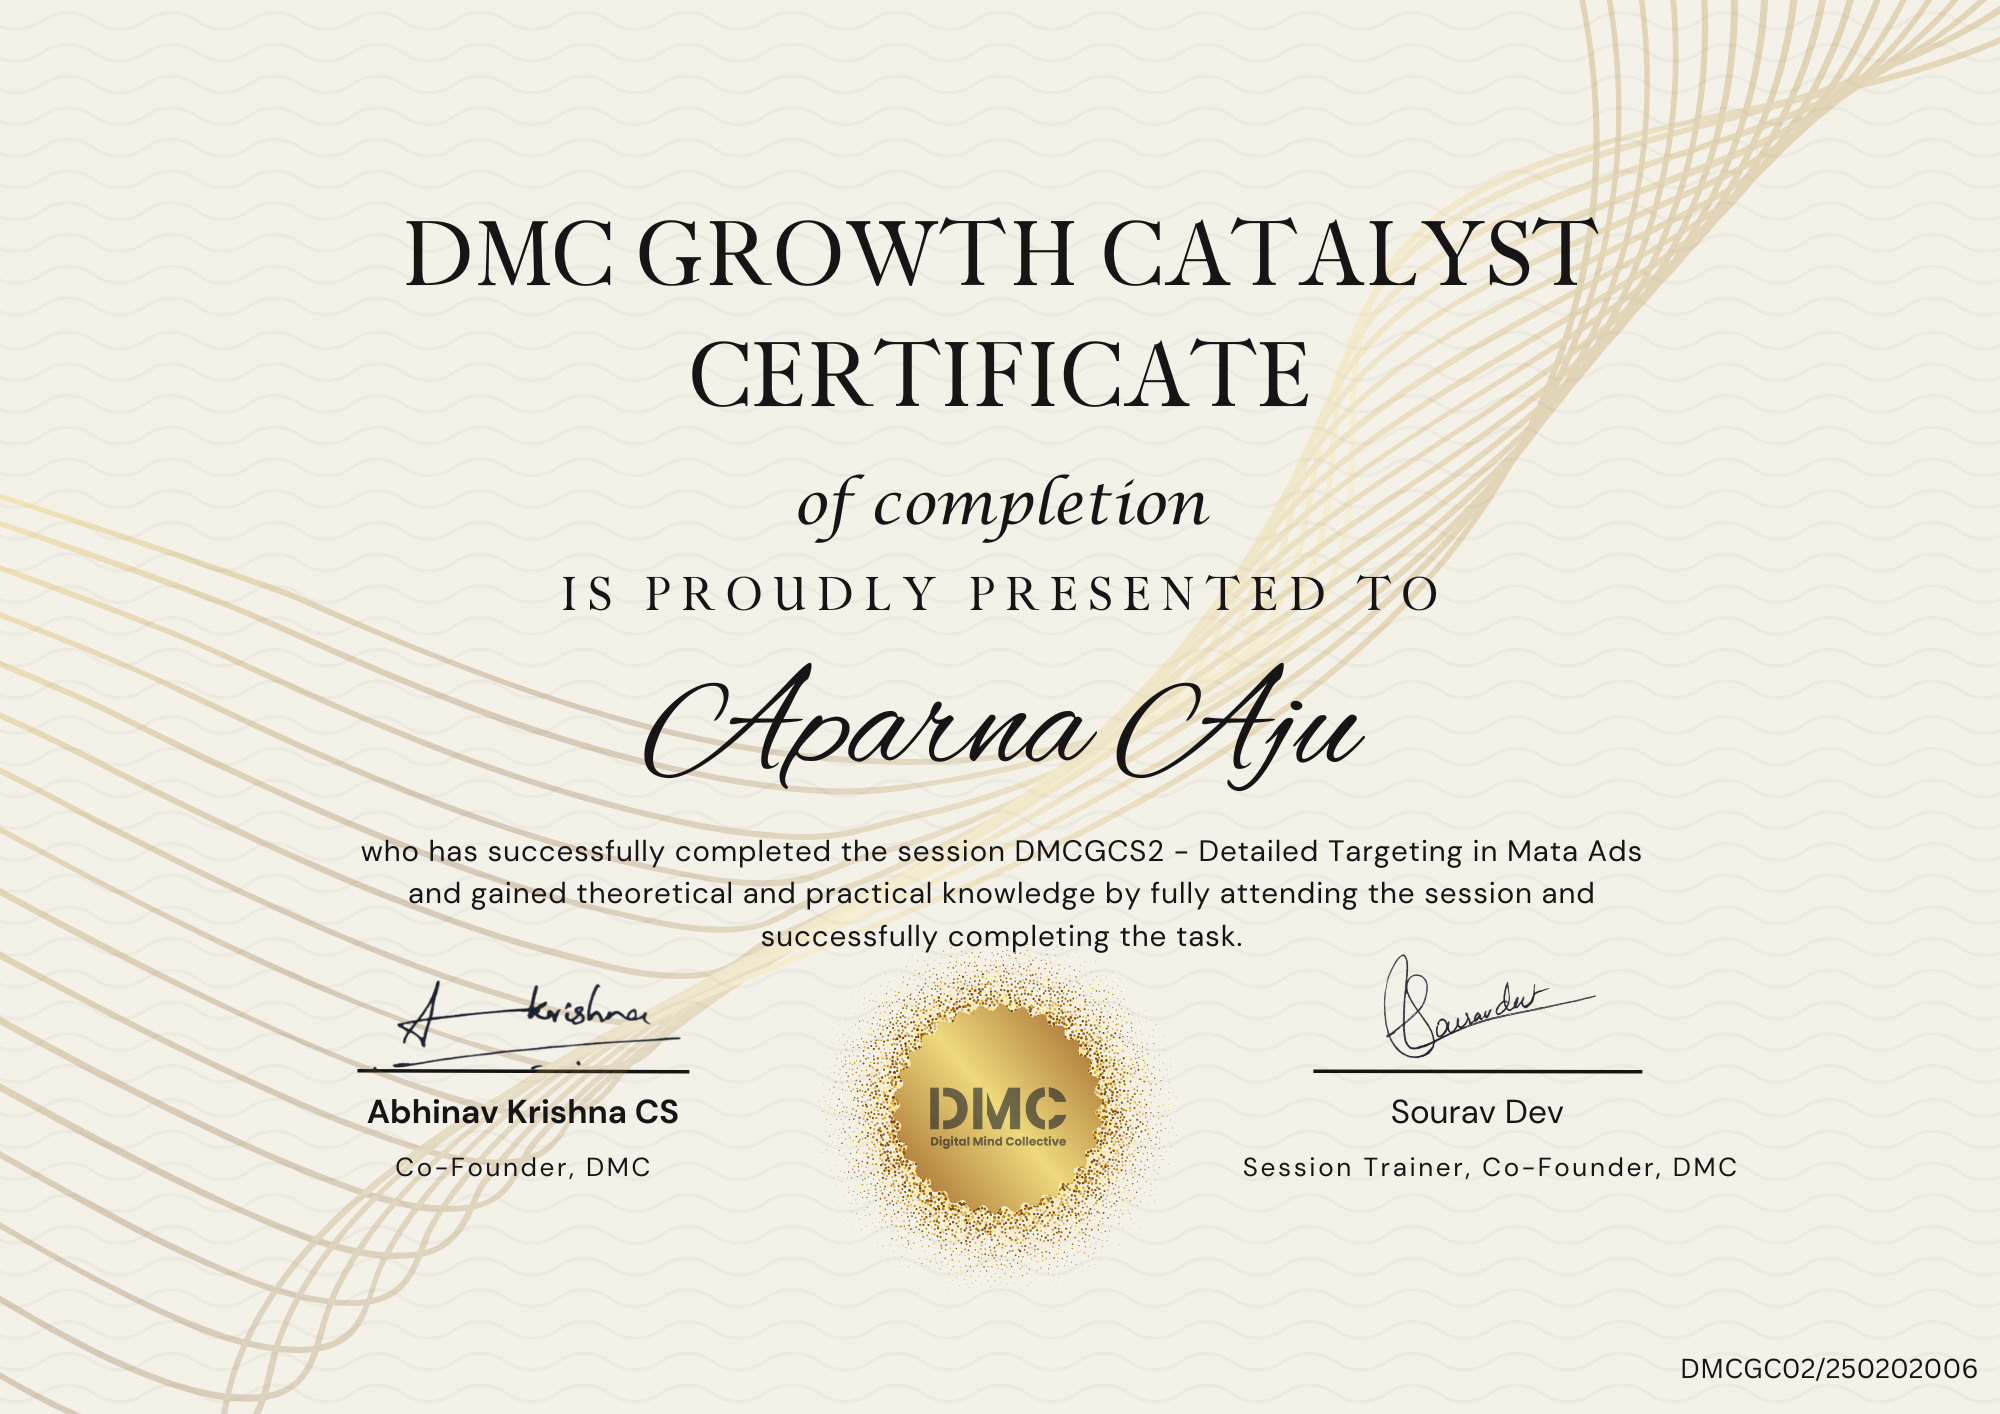 DMC GROWTH CATALYST
CERTIFICATE
of completion
IS PROUDLY PRESENTED TO
Aparna Aju
who has successfully completed the session DMCGCS2 - Detailed Targeting in Mata Ads
and gained theoretical and practical knowledge by fully attending the session and
successfully completing the task.
A krishna
Souravdev
Abhinav Krishna CS
Co-Founder, DMC
DMC
Digital Mind Collective
Sourav Dev
Session Trainer, Co-Founder, DMC
DMCGC02/250202006